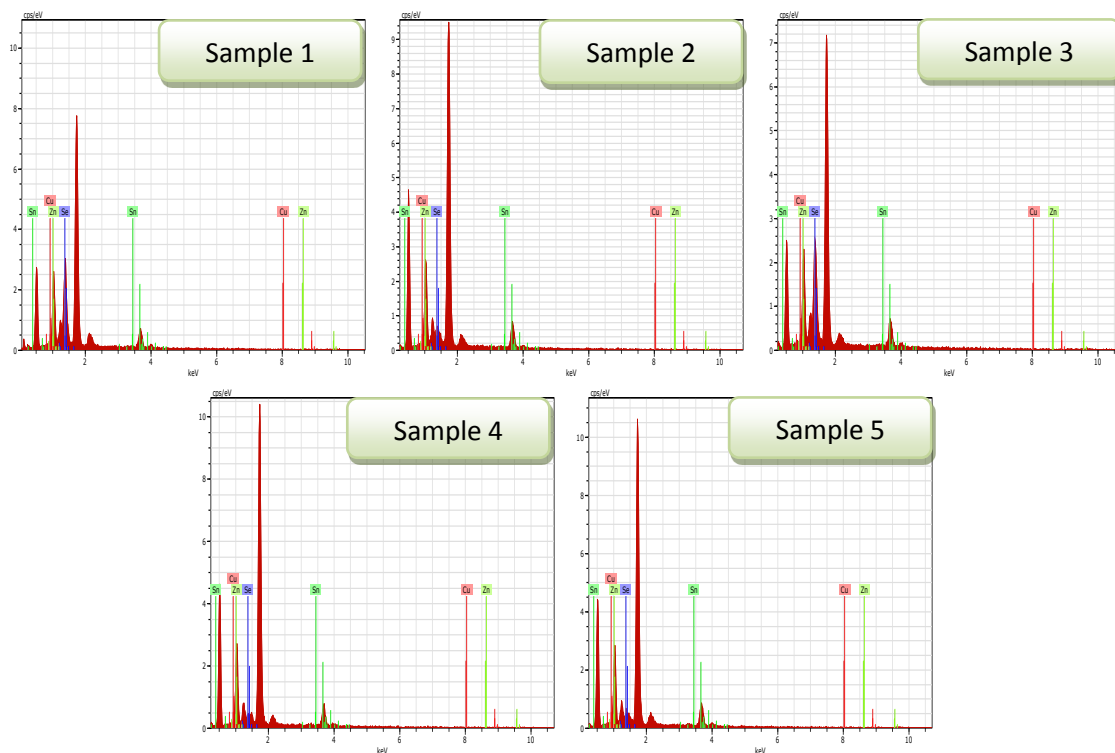 cps/eV
Sample 1
10
8
6
4
2
0
Sn
Cu
Zn
Se
Sn
Cu
Zn
2
4
6
8
10
keV
cps/eV
Sample 2
9
8
7
6
5
4
3
2
1
0
Sn
Cu
Zn
Se
Sn
Cu
Zn
2
4
6
8
10
keV
cps/eV
Sample 3
7
6
5
4
3
2
1
0
Sn
Cu
Zn
Se
Sn
Cu
Zn
2
4
6
8
10
keV
cps/eV
Sample 4
10
8
6
4
2
0
Sn
Cu
Zn
Se
Sn
Cu
Zn
2
4
6
8
10
keV
cps/eV
Sample 5
10
8
6
4
2
0
Sn
Cu
Zn
Se
Sn
Cu
Zn
2
4
6
8
10
keV